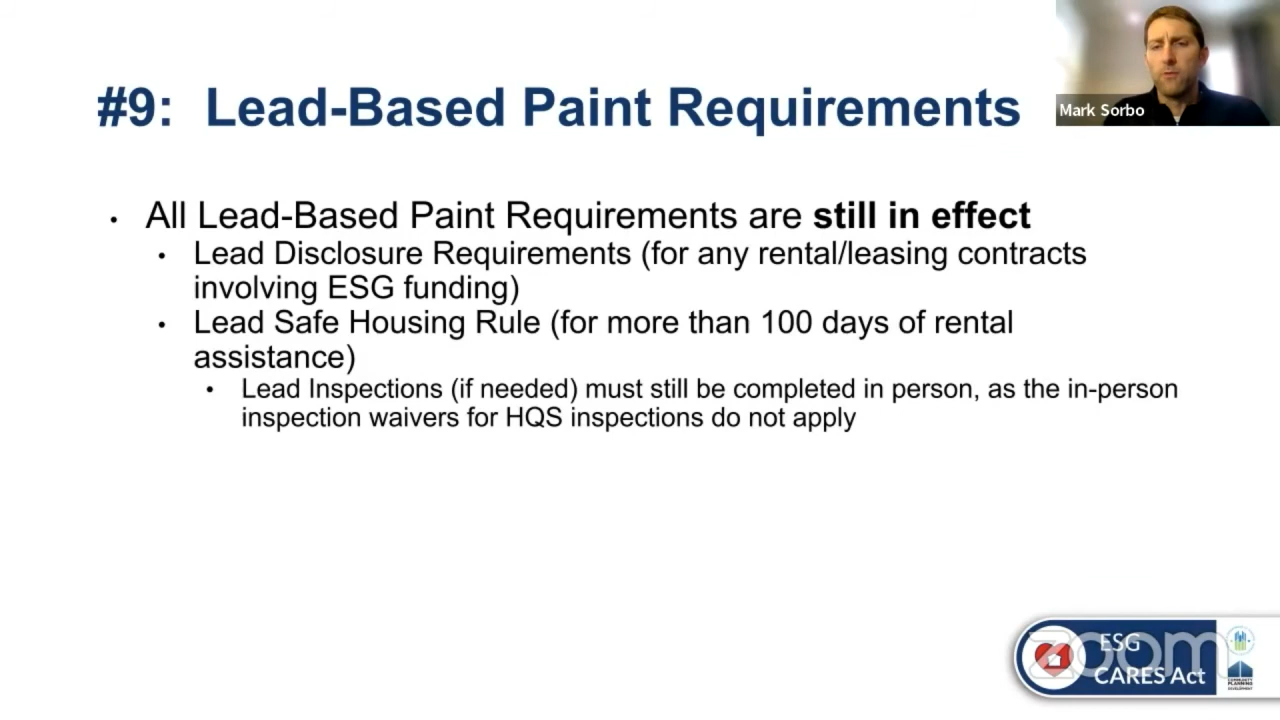 #9: Lead-Based Paint Requirements
Mark Sorbo
• All Lead-Based Paint Requirements are still in effect
• Lead Disclosure Requirements (for any rental/leasing contracts
involving ESG funding)
• Lead Safe Housing Rule (for more than 100 days of rental
assistance)
• Lead Inspections (if needed) must still be completed in person, as the in-person
inspection waivers for HQS inspections do not apply
zoom
ESG
CARES Act
COMMUNITY
PLANNING
DEVELOPMENT